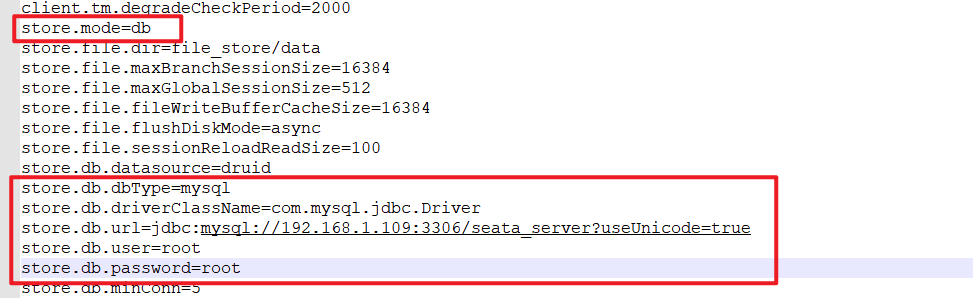 client.tm.degradeCheckPeriod=2000
store.mode=db
store.file.dir=file_store/data
store.file.maxBranchSessionSize=16384
store.file.maxGlobalSessionSize=512
store.file.fileWriteBufferCacheSize=16384
store.file.flushDiskMode=async
store.file.sessionReloadReadSize=100
store.db.datasource=druid
store.db.dbType=mysql
store.db.driverClassName=com.mysql.jdbc.Driver
store.db.url=jdbc:mysql://192.168.1.109:3306/seata_server?useUnicode=true
store.db.user=root
store.db.password=root
store.db.minConn=5